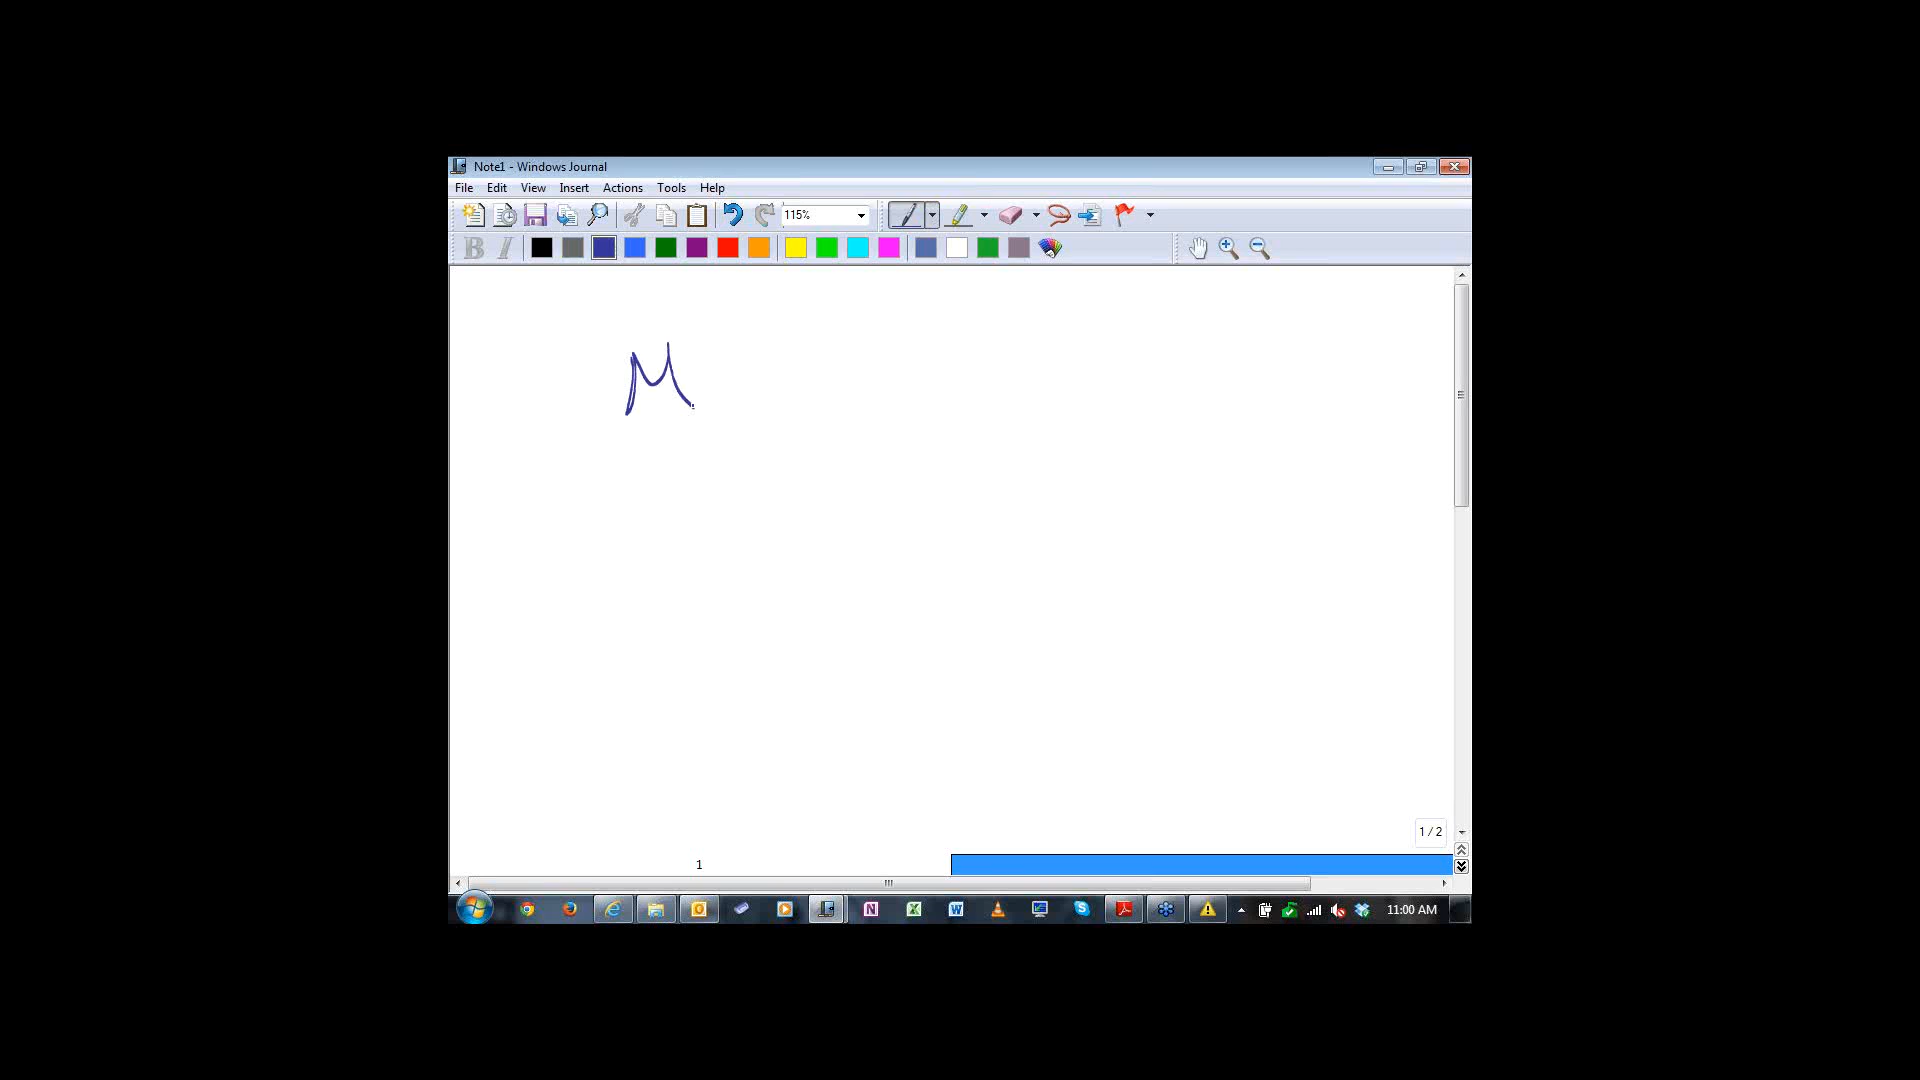 Note1 - Windows Journal
File Edit View Insert Actions Tools Help
115%
B I
M
1 / 2
1
11:00 AM